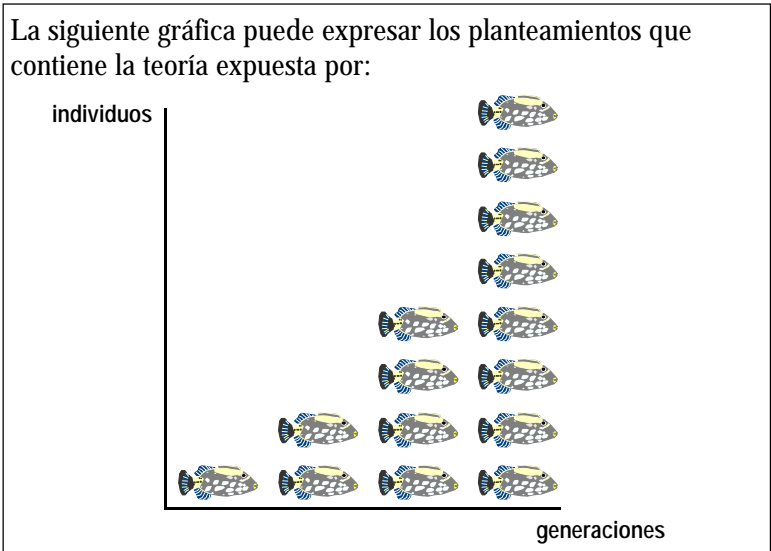 La siguiente gráfica puede expresar los planteamientos que
contiene la teoría expuesta por:
individuos
generaciones